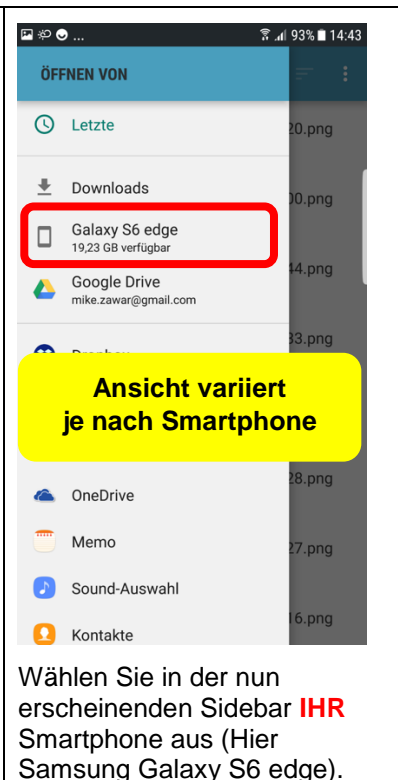 ... 93% 14:43
ÖFFNEN VON
Letzte
20.png
Downloads
00.png
Galaxy S6 edge
19,23 GB verfügbar
44.png
Google Drive
mike.zawar@gmail.com
33.png
Ansicht variiert
je nach Smartphone
28.png
OneDrive
Memo
27.png
Sound-Auswahl
16.png
Kontakte
Wählen Sie in der nun
erscheinenden Sidebar IHR
Smartphone aus (Hier
Samsung Galaxy S6 edge).